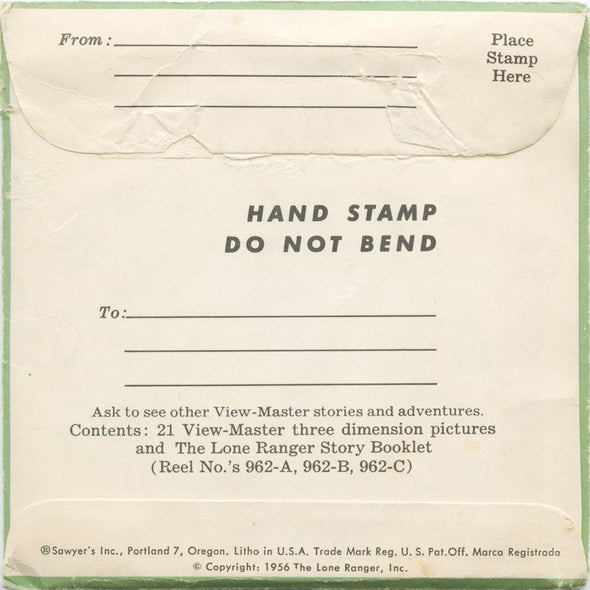 From:
Place
Stamp
Here
HAND STAMP
DO NOT BEND
To:
Ask to see other View-Master stories and adventures.
Contents: 21 View-Master three dimension pictures
and The Lone Ranger Story Booklet
(Reel No.'s 962-A, 962-B, 962-C)
®Sawyer's Inc., Portland 7, Oregon. Litho in U.S.A. Trade Mark Reg. U. S. Pat.Off. Marca Registrada
© Copyright: 1956 The Lone Ranger, Inc.